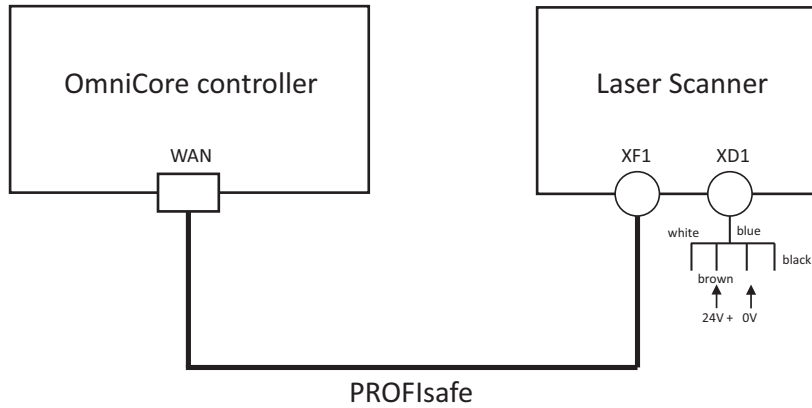 OmniCore controller
Laser Scanner
WAN
XF1
XD1
white
blue
black
brown
24V +
0V
PROFIsafe